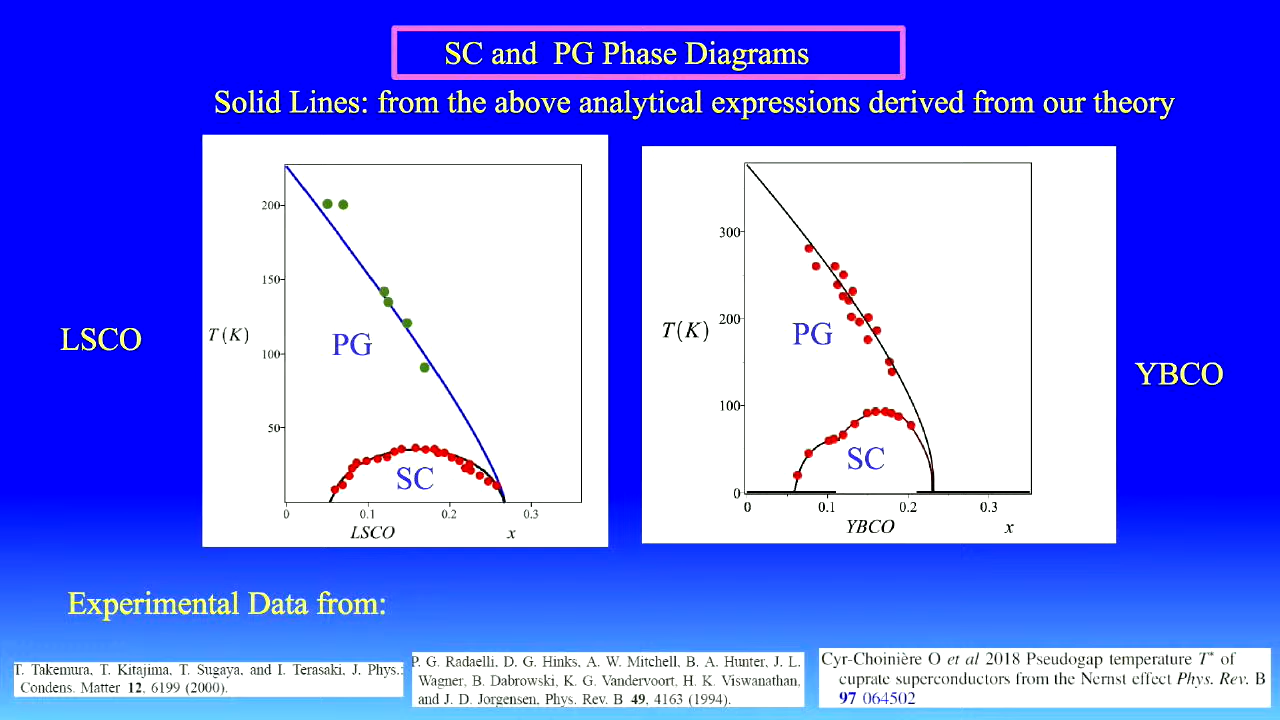 SC and PG Phase Diagrams
Solid Lines: from the above analytical expressions derived from our theory
LSCO
T(K)
200
150
100
50
PG
SC
0
0.1
0.2
0.3
LSCO
x
T(K)
300
200
100
0
PG
SC
0
0.1
0.2
0.3
YBCO
x
YBCO
Experimental Data from:
T. Takemura, T. Kitajima, T. Sugaya, and I. Terasaki, J. Phys.:
Condens. Matter 12, 6199 (2000).
P. G. Radaelli, D. G. Hinks, A. W. Mitchell, B. A. Hunter, J. L.
Wagner, B. Dabrowski, K. G. Vandervoort, H. K. Viswanathan,
and J. D. Jorgensen, Phys. Rev. B 49, 4163 (1994).
Cyr-Choinière O et al 2018 Pseudogap temperature T* of
cuprate superconductors from the Nernst effect Phys. Rev. B
97 064502